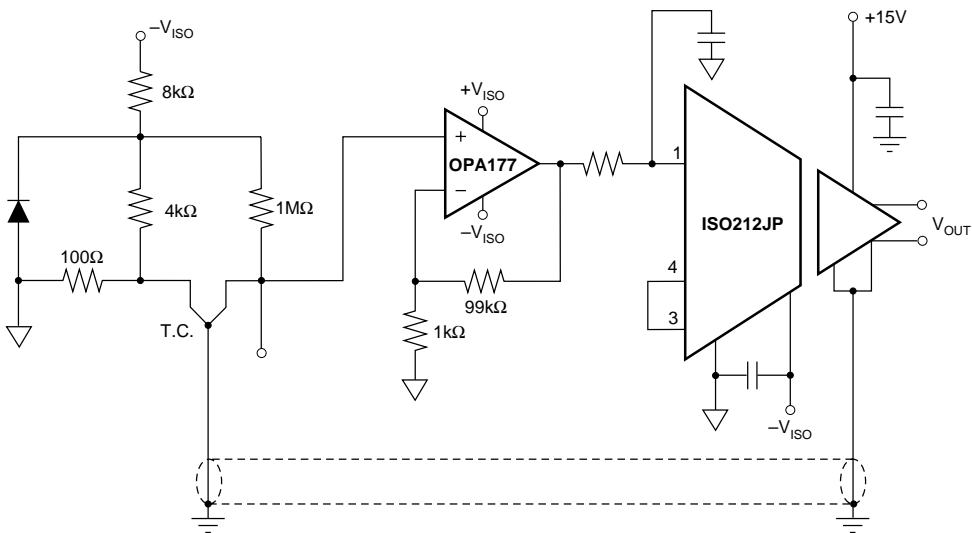 +15V
–V_ISO
8kΩ
+V_ISO
+
OPA177
1
–
4kΩ
1MΩ
ISO212JP
V_OUT
–V_ISO
100Ω
4
99kΩ
3
T.C.
1kΩ
–V_ISO